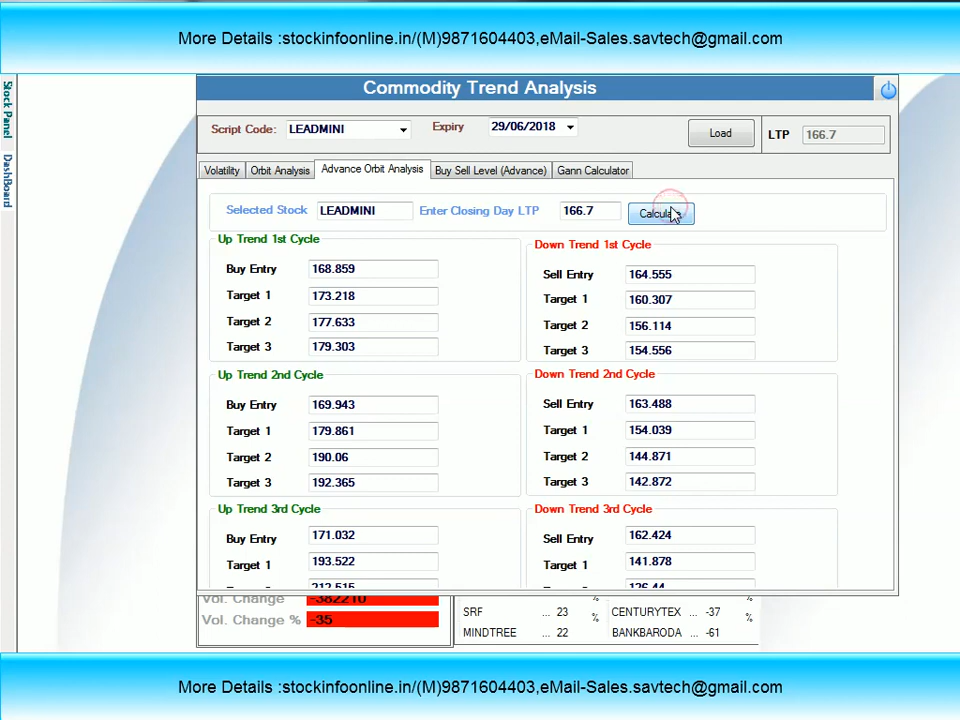 More Details :stockinfoonline.in/(M)9871604403,eMail-Sales.savtech@gmail.com
Stock Panel
DashBoard
Commodity Trend Analysis
Script Code: LEADMINI Expiry 29/06/2018 Load LTP 166.7
Volatility Orbit Analysis Advance Orbit Analysis Buy Sell Level (Advance) Gann Calculator
Selected Stock LEADMINI Enter Closing Day LTP 166.7 Calculate
Up Trend 1st Cycle
Buy Entry 168.859
Target 1 173.218
Target 2 177.633
Target 3 179.303
Down Trend 1st Cycle
Sell Entry 164.555
Target 1 160.307
Target 2 156.114
Target 3 154.556
Up Trend 2nd Cycle
Buy Entry 169.943
Target 1 179.861
Target 2 190.06
Target 3 192.365
Down Trend 2nd Cycle
Sell Entry 163.488
Target 1 154.039
Target 2 144.871
Target 3 142.872
Up Trend 3rd Cycle
Buy Entry 171.032
Target 1 193.522
212.515
Down Trend 3rd Cycle
Sell Entry 162.424
Target 1 141.878
126.44
Vol. Change -382210
Vol. Change % -35
% %
SRF ... 23 % CENTURYTEX ... -37 %
MINDTREE ... 22 BANKBARODA ... -61
More Details :stockinfoonline.in/(M)9871604403,eMail-Sales.savtech@gmail.com